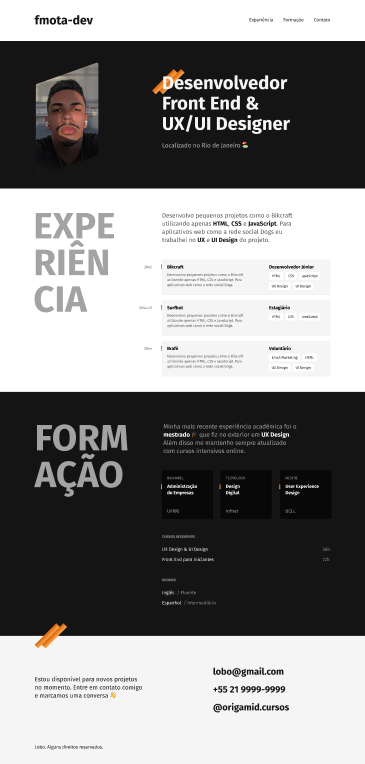 fmota-dev
Experiência Formação Contato
Desenvolvedor
Front End &
UX/UI Designer
Localizado no Rio de Janeiro
EXPE
RIÊN
CIA
Desenvolvo pequenos projetos como o Bikcraft
utilizando apenas HTML, CSS e JavaScript. Para
aplicativos web como a rede social Dogs eu
trabalhei no UX e UI Design do projeto.
Bikcraft
Desenvolvo pequenos projetos como o Bikcraft
utilizando apenas HTML, CSS e JavaScript. Para
aplicativos web como a rede social Dogs.
Desenvolvedor Júnior
HTML CSS JavaScript
UX Design UI Design
Surfbot
Desenvolvo pequenos projetos como o Bikcraft
utilizando apenas HTML, CSS e JavaScript. Para
aplicativos web como a rede social Dogs.
Estagiário
HTML CSS JavaScript
Brafé
Desenvolvo pequenos projetos como o Bikcraft
utilizando apenas HTML, CSS e JavaScript. Para
aplicativos web como a rede social Dogs.
Voluntário
Email Marketing HTML
UX Design UI Design
FORM
AÇÃO
Minha mais recente experiência acadêmica foi o
mestrado que fiz no exterior em UX Design.
Além disso me mantenho sempre atualizado
com cursos intensivos online.
BACHAREL
Administração
de Empresas
UFRRJ
TECNÓLOGO
Design
Digital
Infnet
MESTRE
User Experience
Design
UCLL
CURSOS RECENTES
UX Design & UI Design
Front End para Iniciantes
IDIOMAS
Inglês / Fluente
Espanhol / Intermediário
Estou disponível para novos projetos
no momento. Entre em contato comigo
e marcamos uma conversa 👋
lobo@gmail.com
+55 21 9999-9999
@origamid.cursos
Lobo. Alguns direitos reservados.